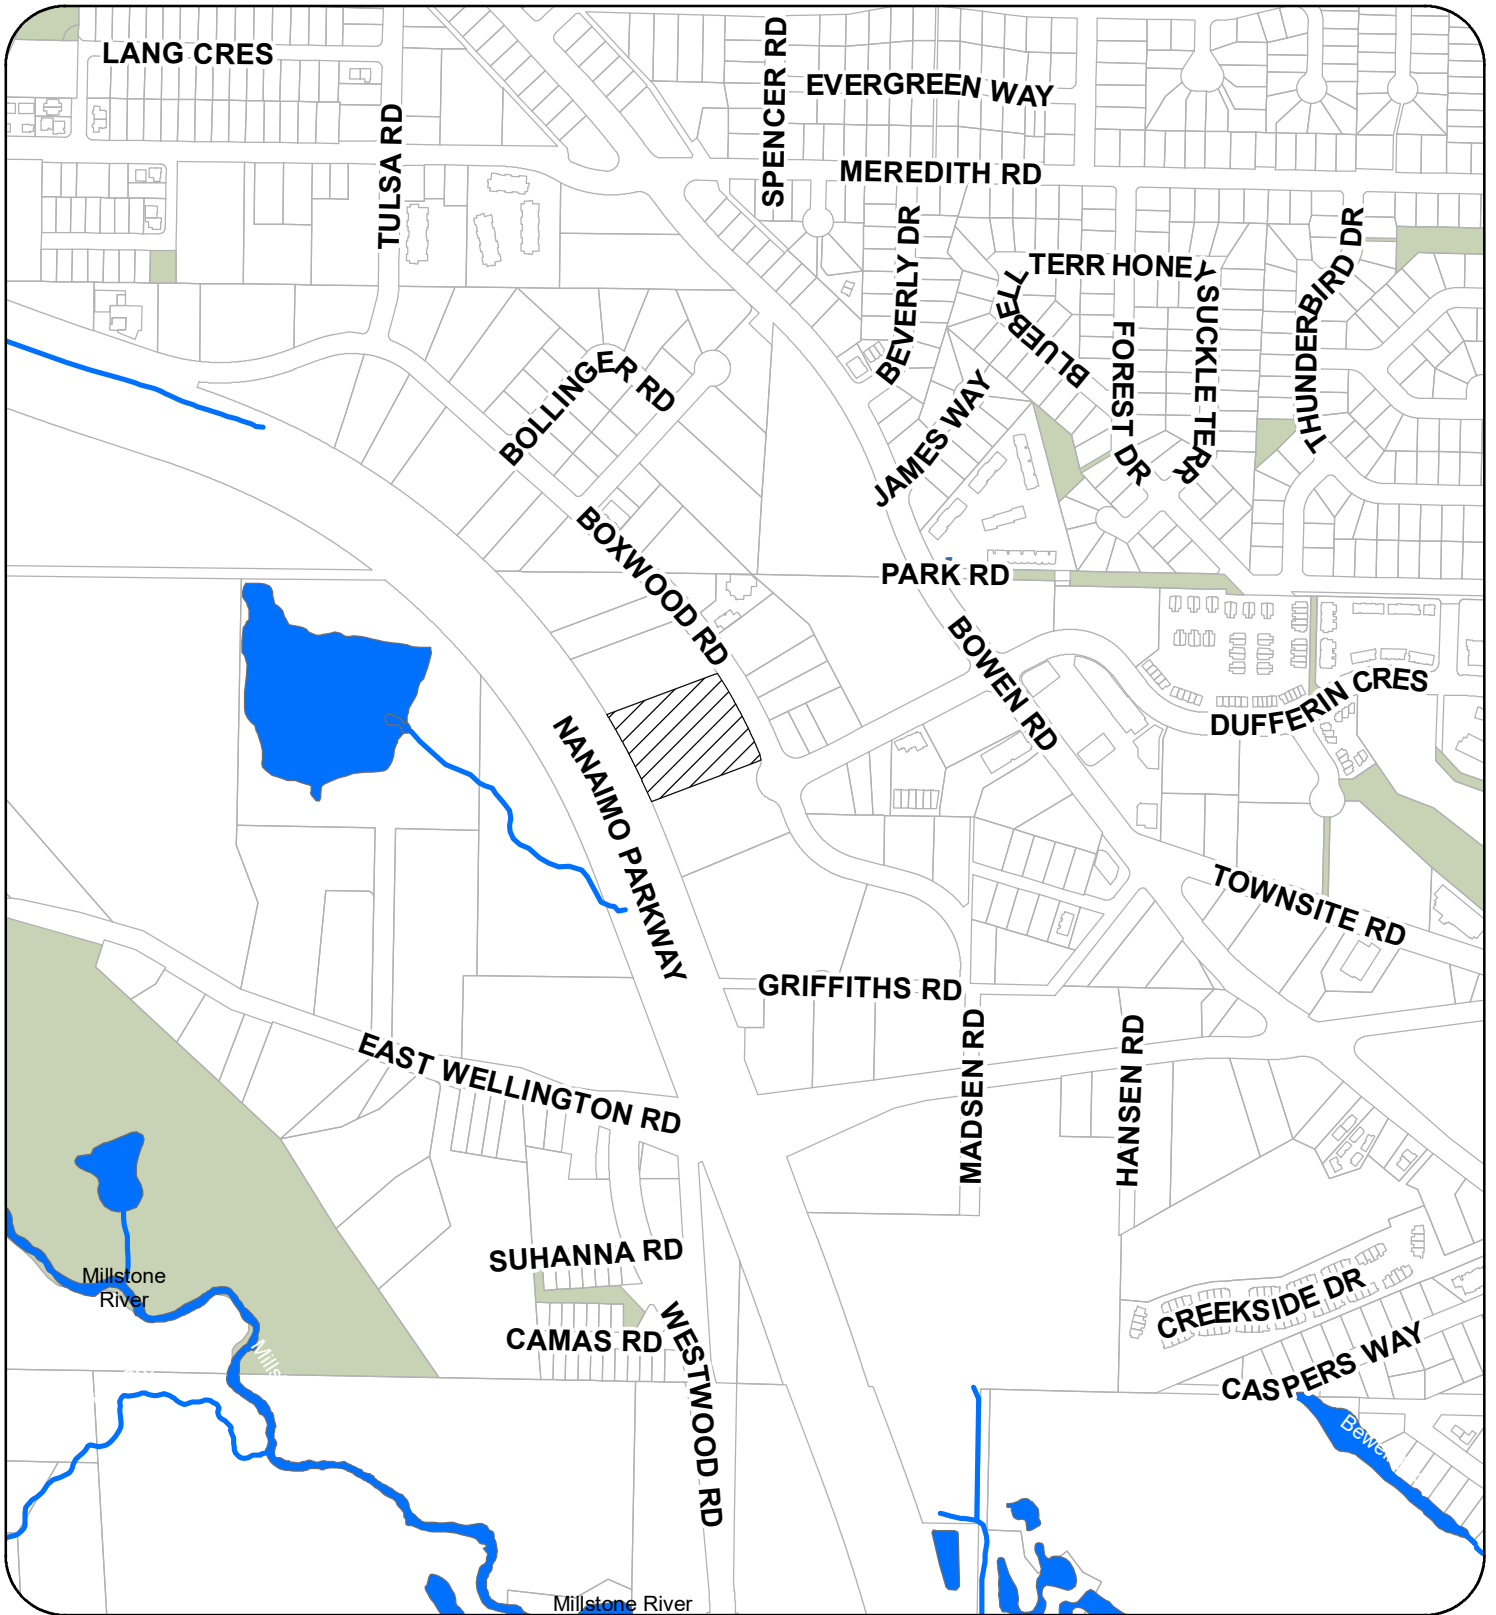 LANG CRES
SPENCER RD
EVERGREEN WAY
TULSA RD
MEREDITH RD
BEVERLY DR
THUNDERBIRD DR
BLUEBELL TERR
HONEYSUCKLE TERR
FOREST DR
BOLLINGER RD
JAMES WAY
BOXWOOD RD
PARK RD
BOWEN RD
DUFFERIN CRES
NANAIMO PARKWAY
TOWNSITE RD
GRIFFITHS RD
EAST WELLINGTON RD
MADSEN RD
HANSEN RD
SUHANNA RD
Millstone
River
CREEKSIDE DR
CAMAS RD
WESTWOOD RD
CASPERS WAY
Millstone River